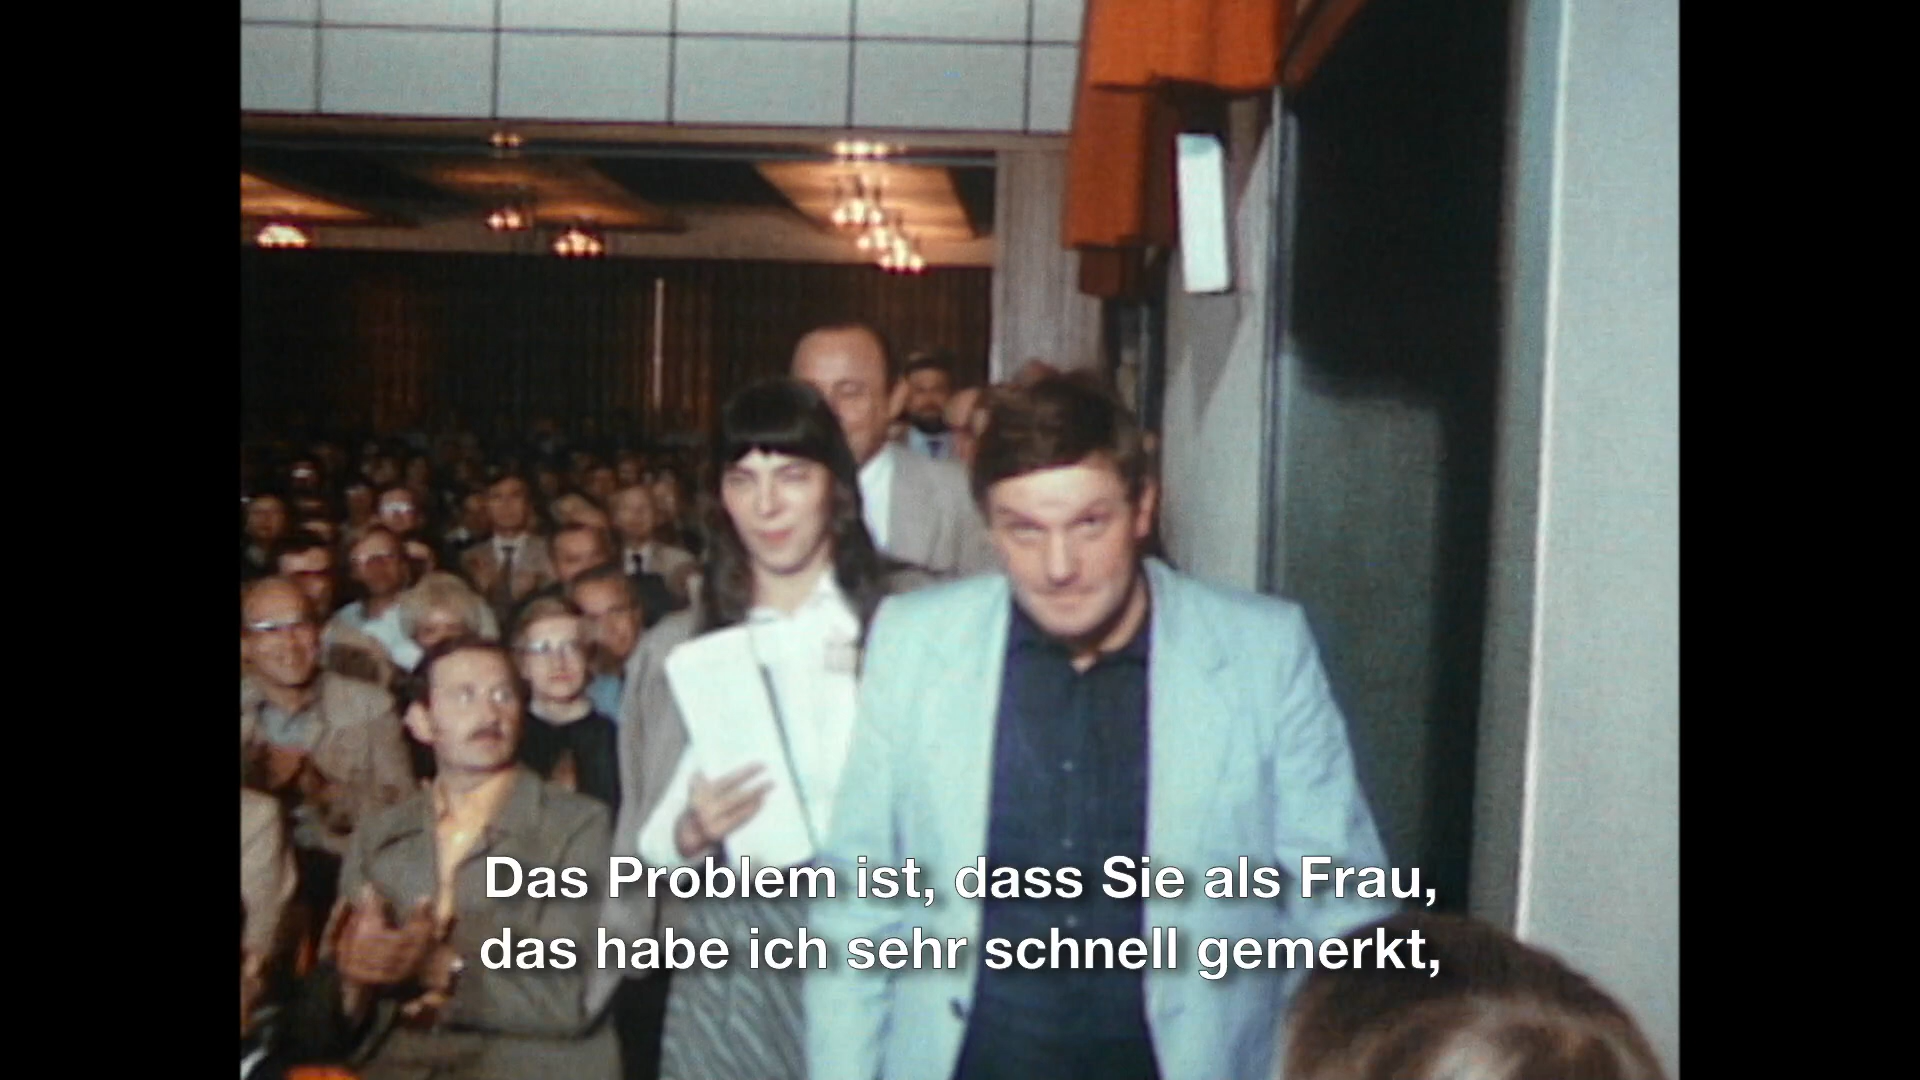 Das Problem ist, dass Sie als Frau,
das habe ich sehr schnell gemerkt,